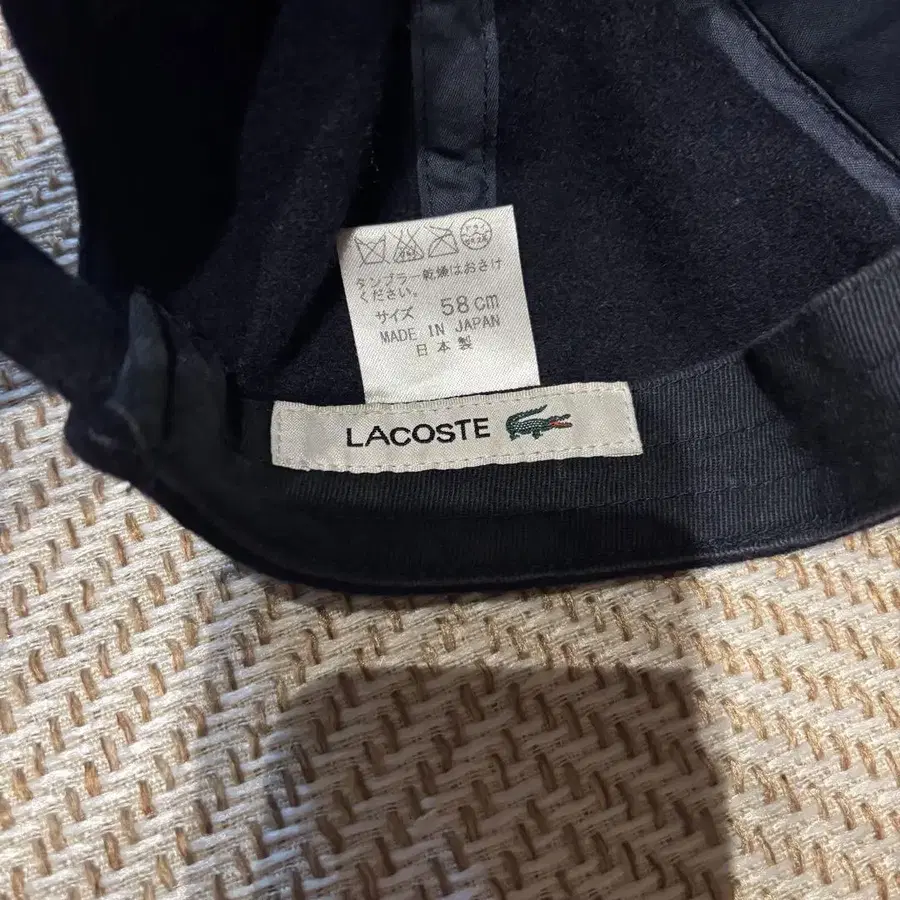 タンブラー乾燥はおさけ
ください。
サイズ 58cm
MADE IN JAPAN
日本製
LACOSTE